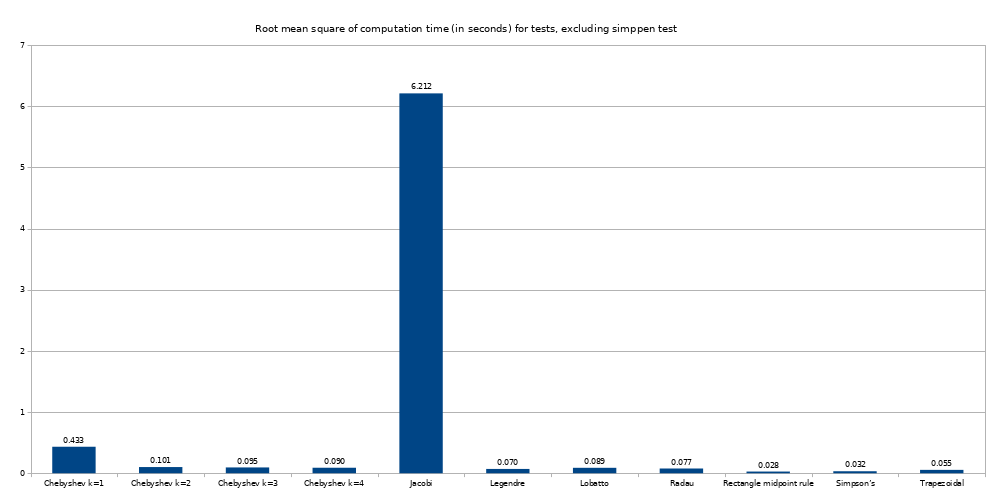 Root mean square of computation time (in seconds) for tests, excluding simppen test
7
6
5
4
3
2
1
0
0.433
0.101
0.095
0.090
6.212
0.070
0.089
0.077
0.028
0.032
0.055
Chebyshev k=1
Chebyshev k=2
Chebyshev k=3
Chebyshev k=4
Jacobi
Legendre
Lobatto
Radau
Rectangle midpoint rule
Simpson's
Trapezoidal